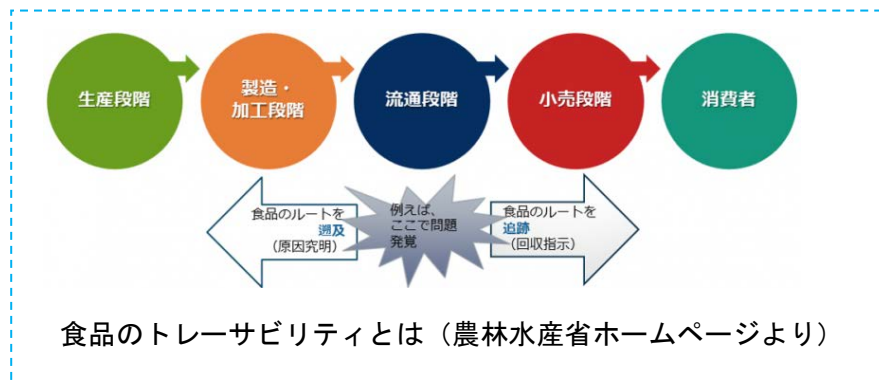 生産段階
製造・
加工段階
流通段階
小売段階
消費者
食品のルートを
遡及
(原因究明)
例えば、
ここで問題
発覚
食品のルートを
追跡
(回収指示)
食品のトレーサビリティとは（農林水産省ホームページより）